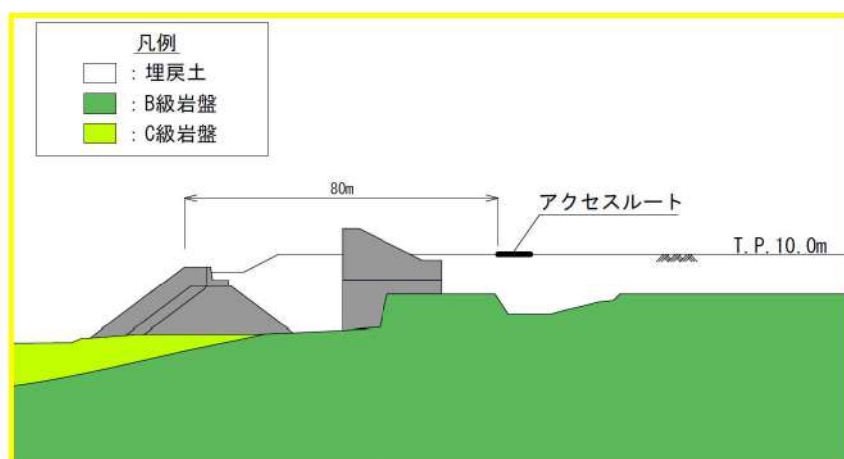 凡例
：埋戻土
：B級岩盤
：C級岩盤
80m
アクセスルート
T.P.10.0m